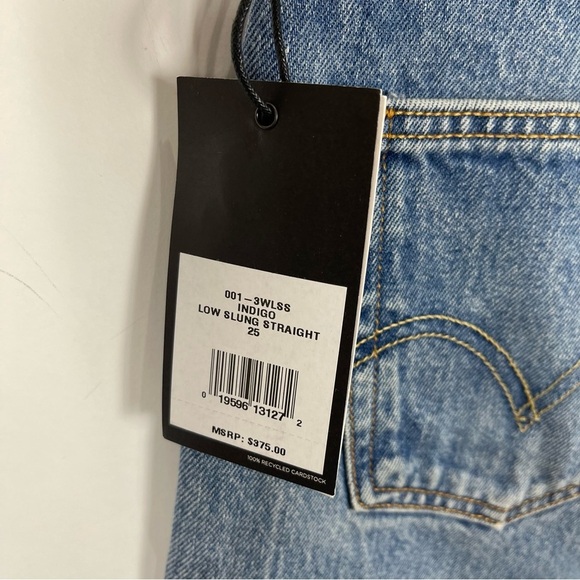 001-3WLSS
INDIGO
LOW SLUNG STRAIGHT
25
0 19596 13127 2
MSRP: $375.00
100% RECYCLED CARDSTOCK